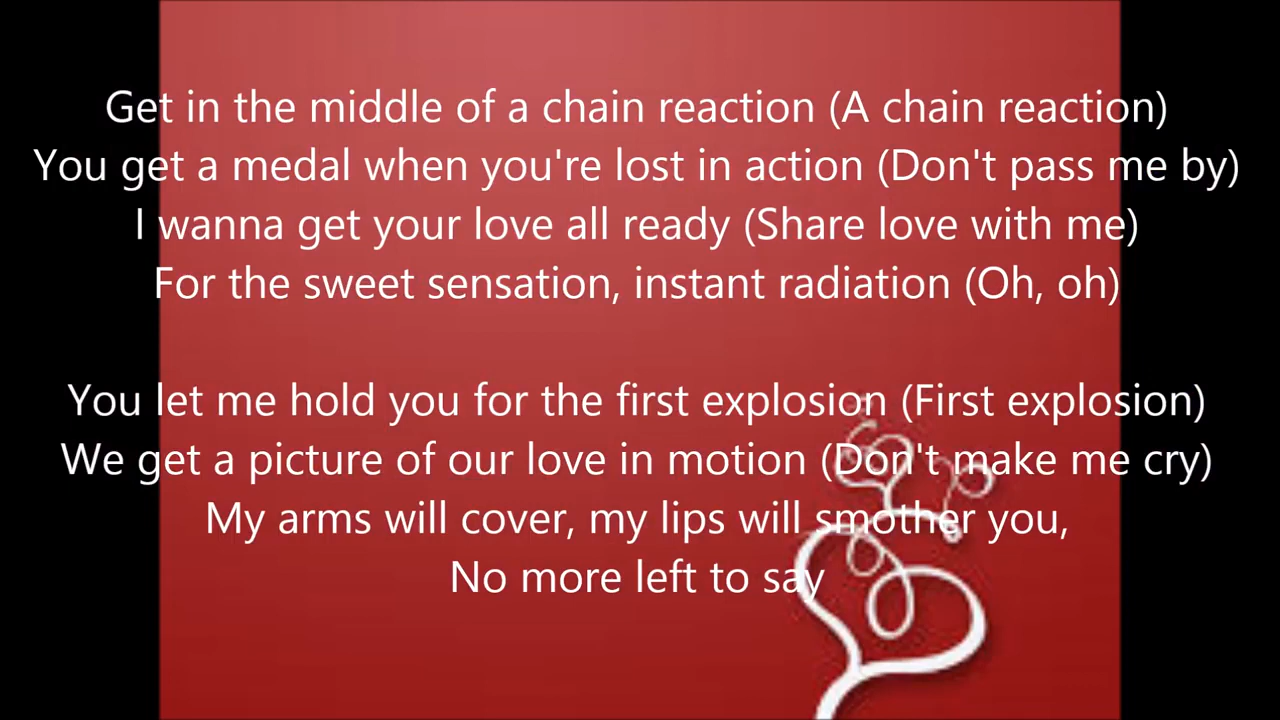 Get in the middle of a chain reaction (A chain reaction)
You get a medal when you're lost in action (Don't pass me by)
I wanna get your love all ready (Share love with me)
For the sweet sensation, instant radiation (Oh, oh)
You let me hold you for the first explosion (First explosion)
We get a picture of our love in motion (Don't make me cry)
My arms will cover, my lips will smother you,
No more left to say